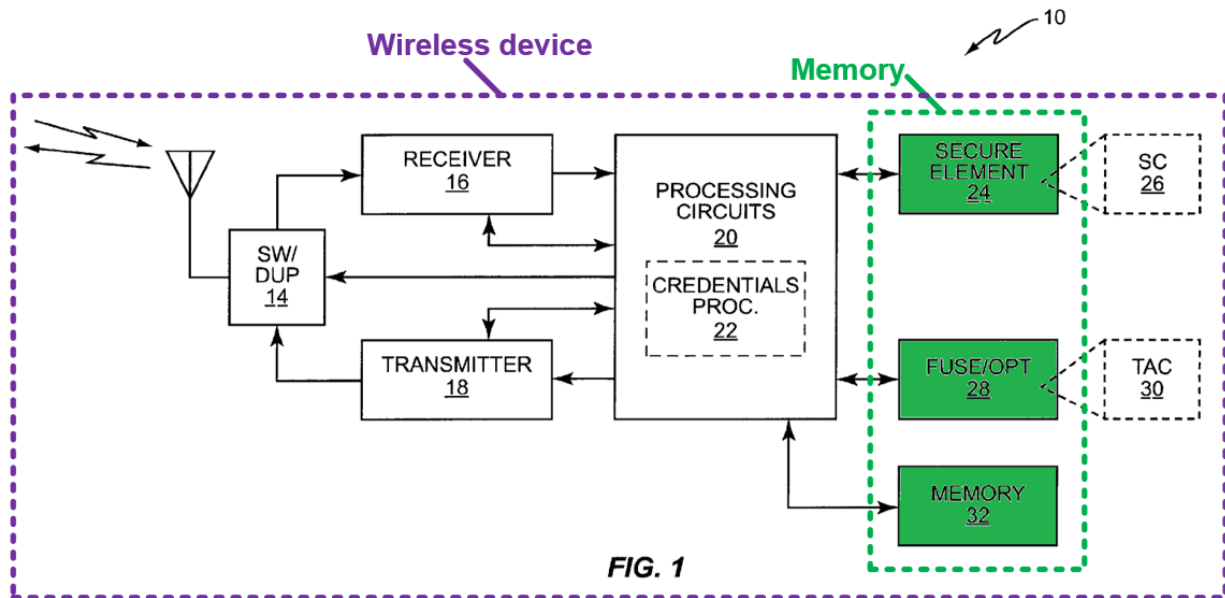 10
Wireless device
Memory
RECEIVER
16
SECURE
ELEMENT
24
SC
26
PROCESSING
CIRCUITS
20
SW/
DUP
14
CREDENTIALS
PROC.
22
TRANSMITTER
18
FUSE/OPT
28
TAC
30
MEMORY
32
FIG. 1